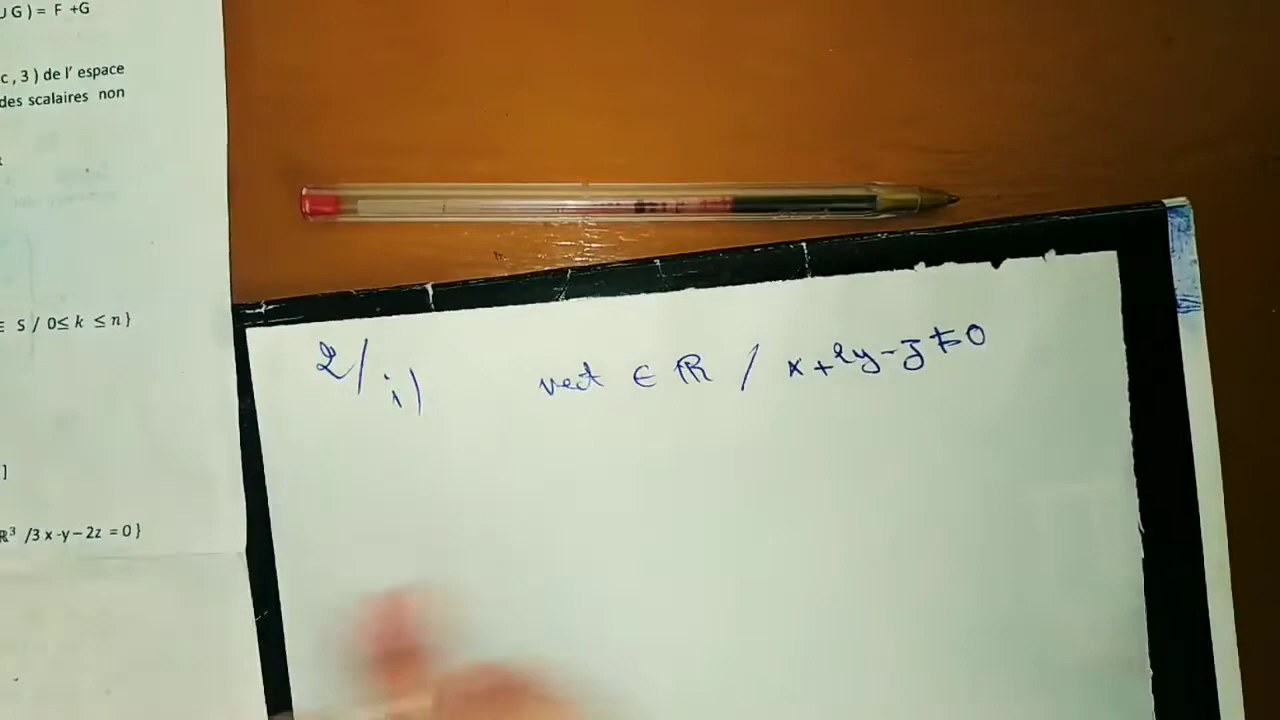 ∪ G ) = F +G
c , 3 ) de l' espace
des scalaires non
∈ S / 0≤ k ≤ n }
]
ℝ³ /3 x -y – 2z = 0 }
2/ i) vect ∈ ℝ / x+2y-z=0